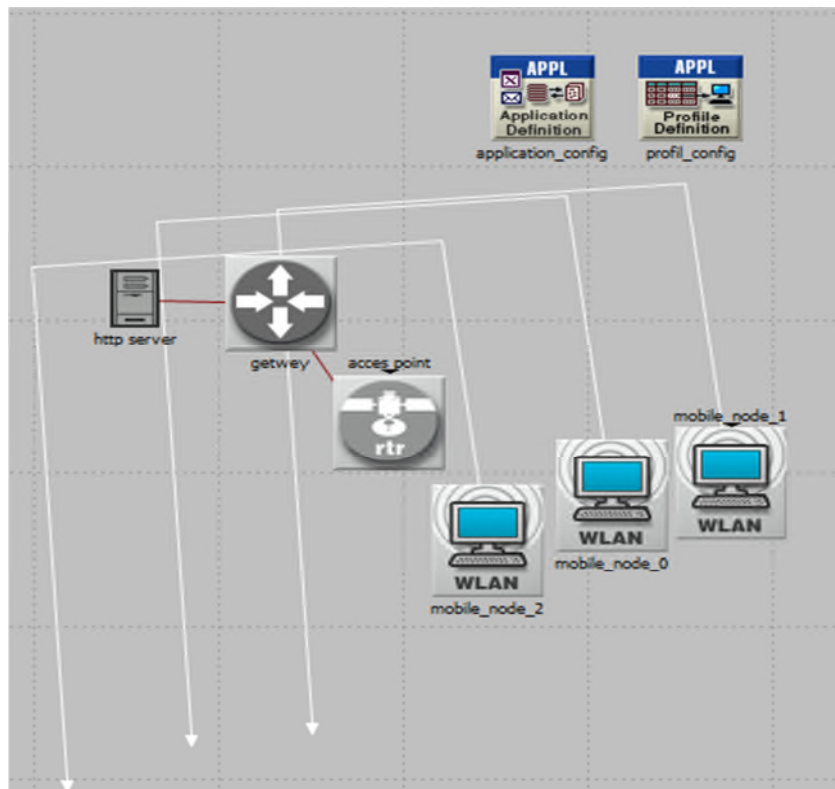 APPL
Application
Definition
application_config
APPL
Profiile
Definition
profil_config
http server
getwey
acces point
rtr
mobile_node_1
WLAN
WLAN
mobile_node_0
WLAN
mobile_node_2